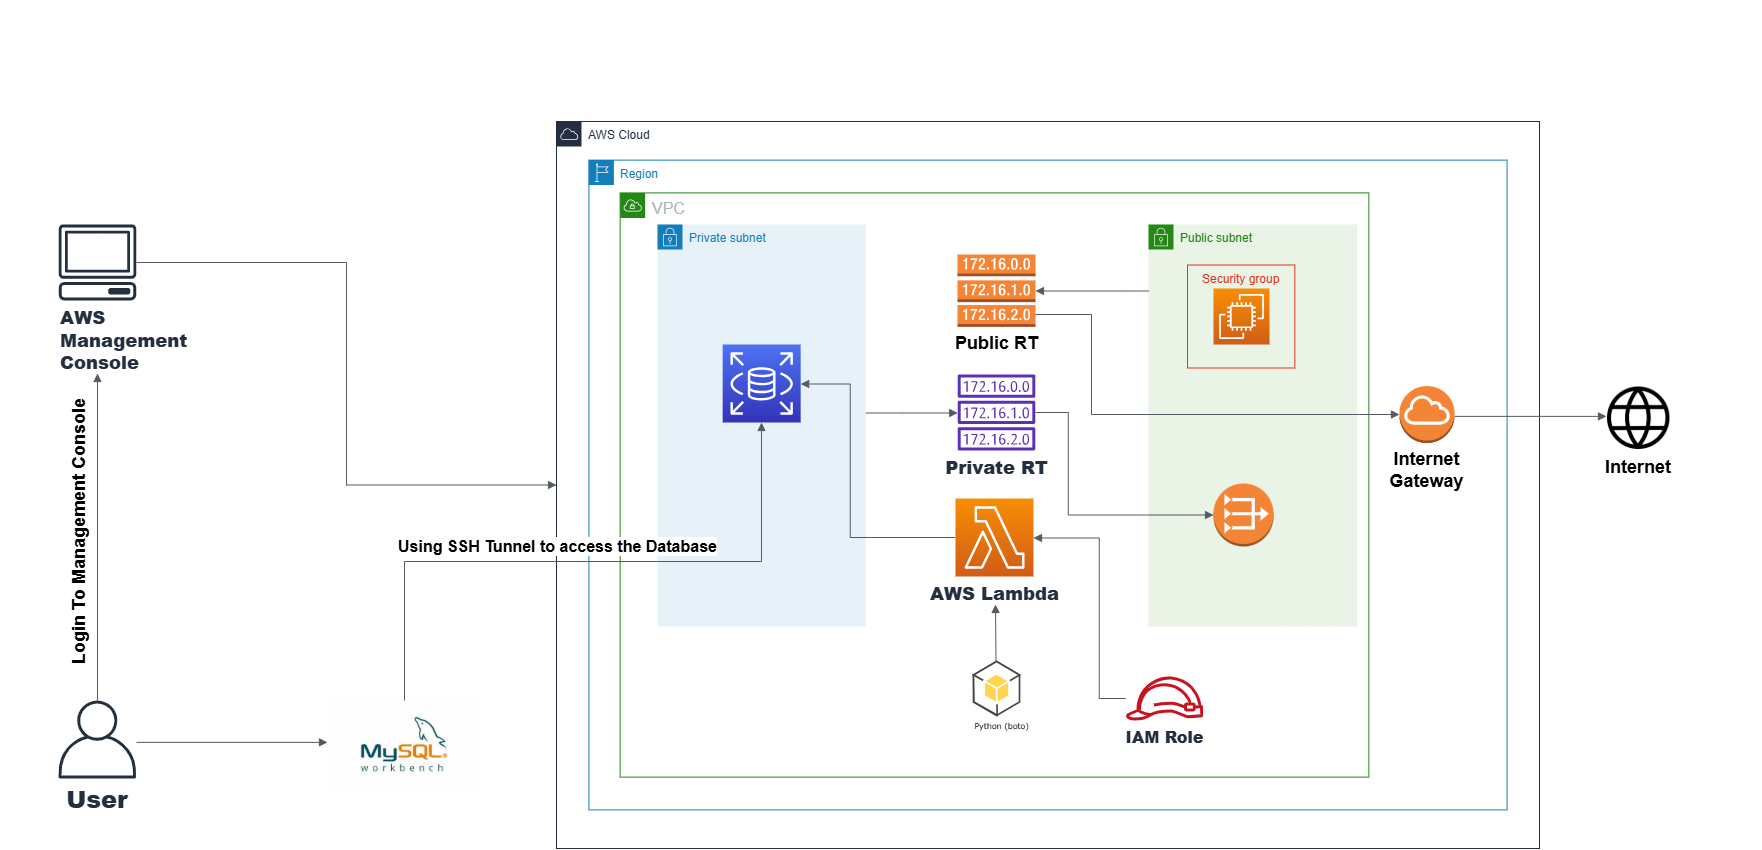 AWS Cloud
Region
VPC
Private subnet
Public subnet
172.16.0.0
172.16.1.0
172.16.2.0
Public RT
Security group
172.16.0.0
172.16.1.0
172.16.2.0
Private RT
AWS
Management
Console
Login To Management Console
Internet
Gateway
Internet
Using SSH Tunnel to access the Database
AWS Lambda
Python (boto)
IAM Role
MySQL
workbench
User